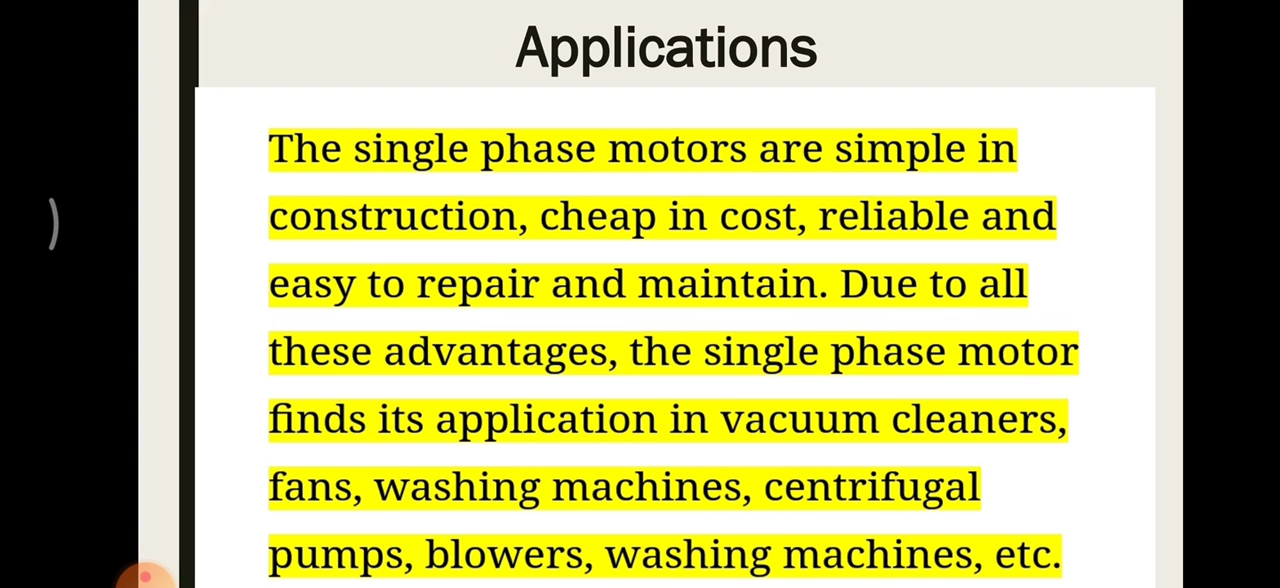 Applications
The single phase motors are simple in
construction, cheap in cost, reliable and
easy to repair and maintain. Due to all
these advantages, the single phase motor
finds its application in vacuum cleaners,
fans, washing machines, centrifugal
pumps, blowers, washing machines, etc.